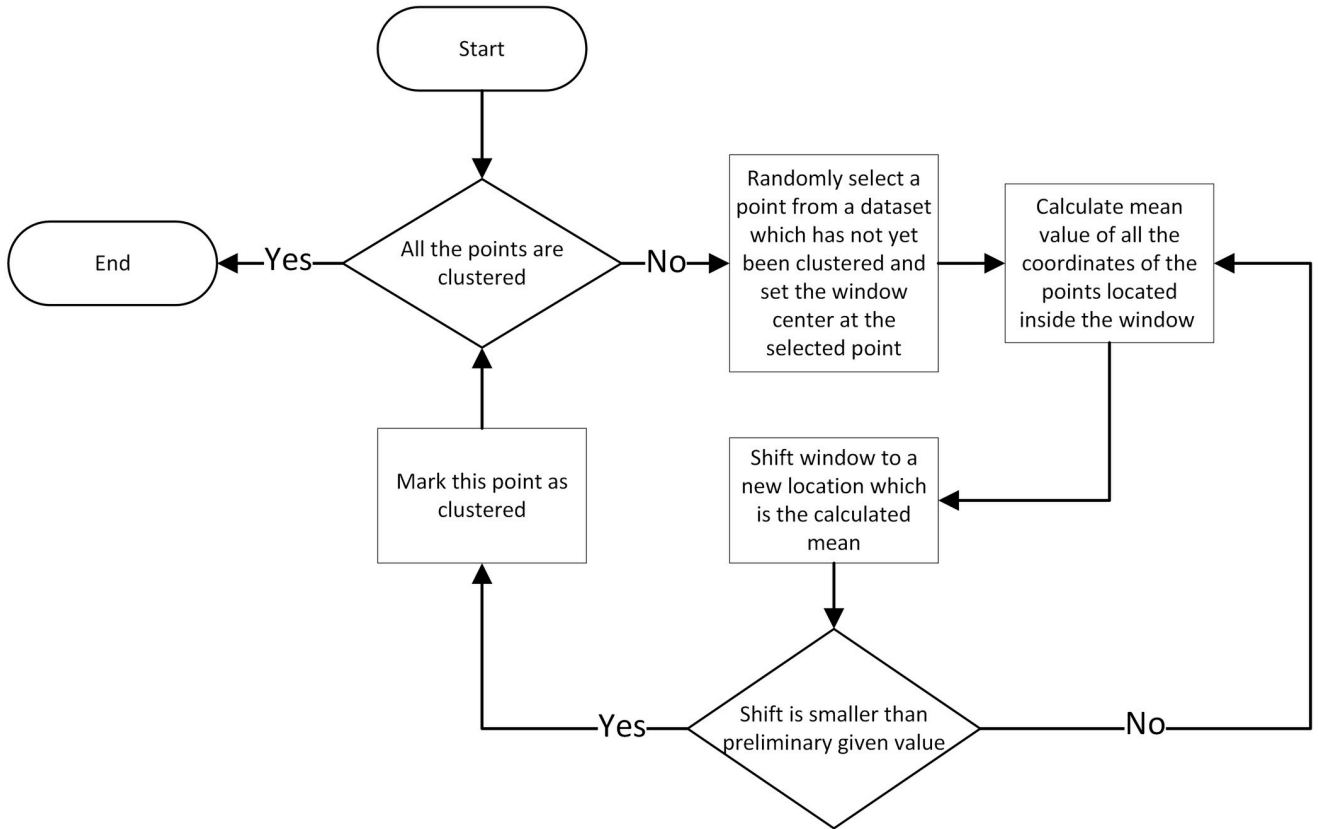 Start
All the points are
clustered
Yes
End
No
Randomly select a
point from a dataset
which has not yet
been clustered and
set the window
center at the
selected point
Calculate mean
value of all the
coordinates of the
points located
inside the window
Shift window to a
new location which
is the calculated
mean
Shift is smaller than
preliminary given value
No
Yes
Mark this point as
clustered